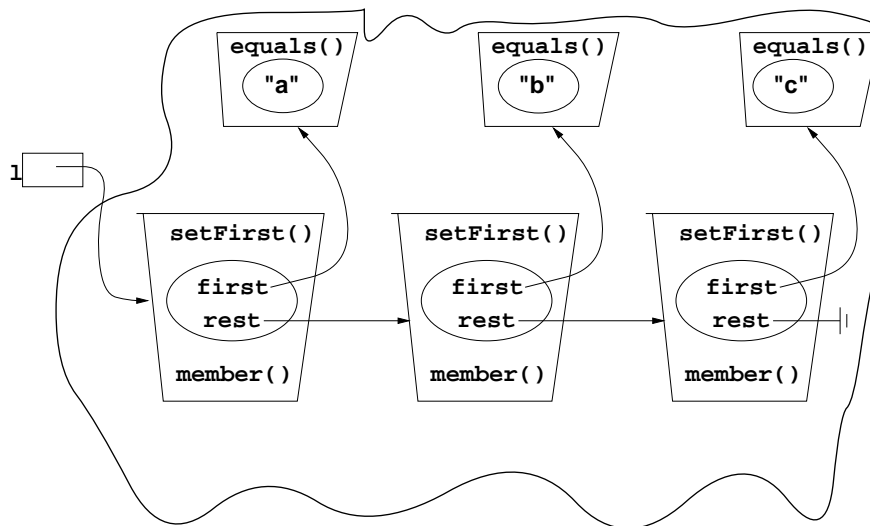 equals() equals() equals()
"a" "b" "c"
l
setFirst() setFirst() setFirst()
first first first
rest rest rest
member() member() member()